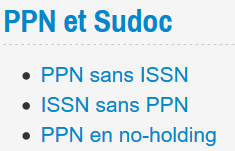 PPN et Sudoc
PPN sans ISSN
ISSN sans PPN
PPN en no-holding